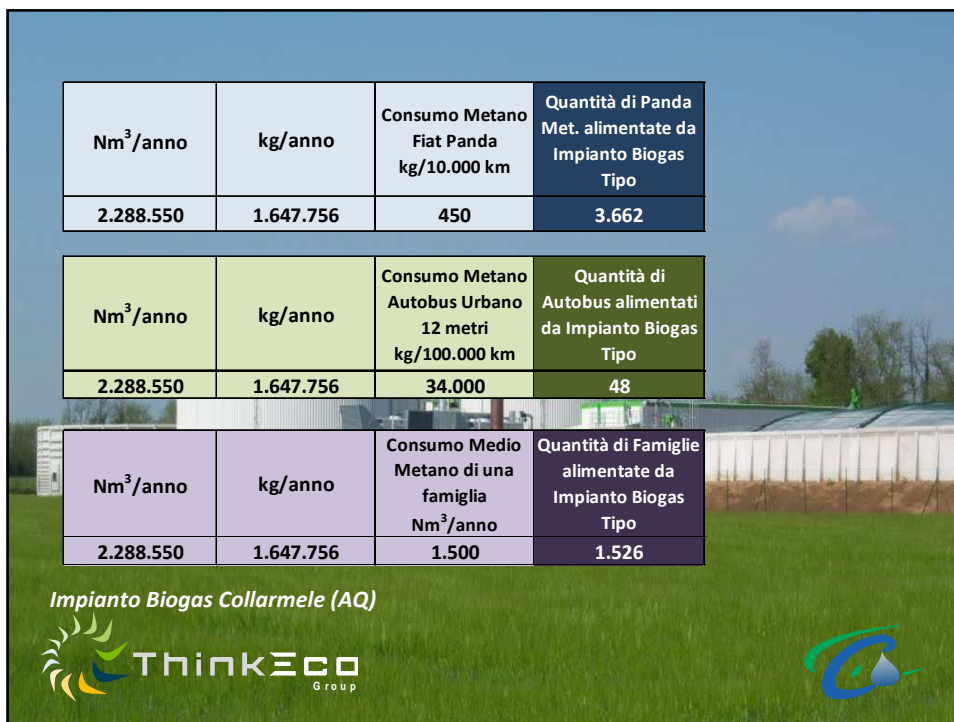 Nm³/anno
kg/anno
Consumo Metano
Fiat Panda
kg/10.000 km
Quantità di Panda
Met. alimentate da
Impianto Biogas
Tipo
2.288.550 1.647.756 450 3.662
Nm³/anno
kg/anno
Consumo Metano
Autobus Urbano
12 metri
kg/100.000 km
Quantità di
Autobus alimentati
da Impianto Biogas
Tipo
2.288.550 1.647.756 34.000 48
Nm³/anno
kg/anno
Consumo Medio
Metano di una
famiglia
Nm³/anno
Quantità di Famiglie
alimentate da
Impianto Biogas
Tipo
2.288.550 1.647.756 1.500 1.526
Impianto Biogas Collarmele (AQ)
ThinkEco
Group